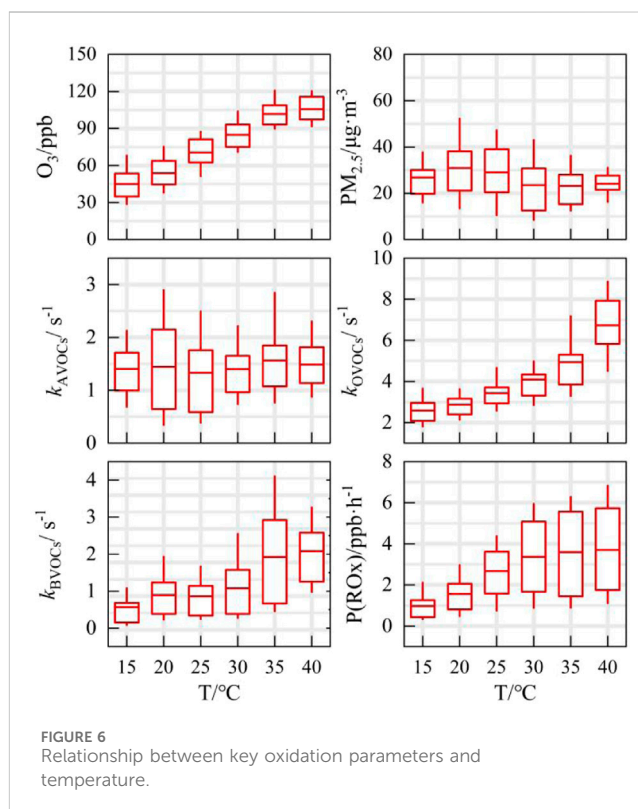 150
120
90
60
30
0
O₃/ppb
80
60
40
20
0
PM₂.₅/μg·m⁻³
3
2
1
0
k_AVOCs/ s⁻¹
10
8
6
4
2
k_OVOCs/ s⁻¹
4
3
2
1
0
k_BVOCs/ s⁻¹
8
6
4
2
0
P(ROx)/ppb·h⁻¹
15 20 25 30 35 40
T/°C
15 20 25 30 35 40
T/°C
FIGURE 6
Relationship between key oxidation parameters and
temperature.